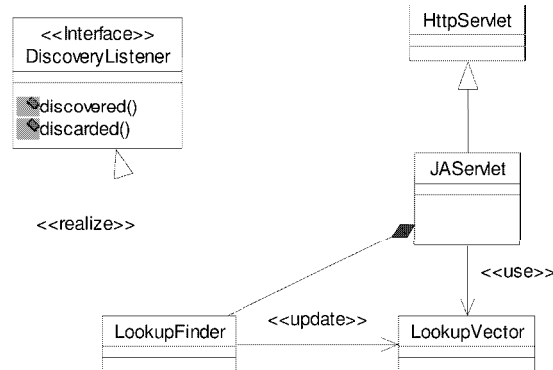 <<Interface>>
DiscoveryListener
discovered()
discarded()
HttpServlet
JAServlet
<<realize>>
<<use>>
<<update>>
LookupFinder
LookupVector